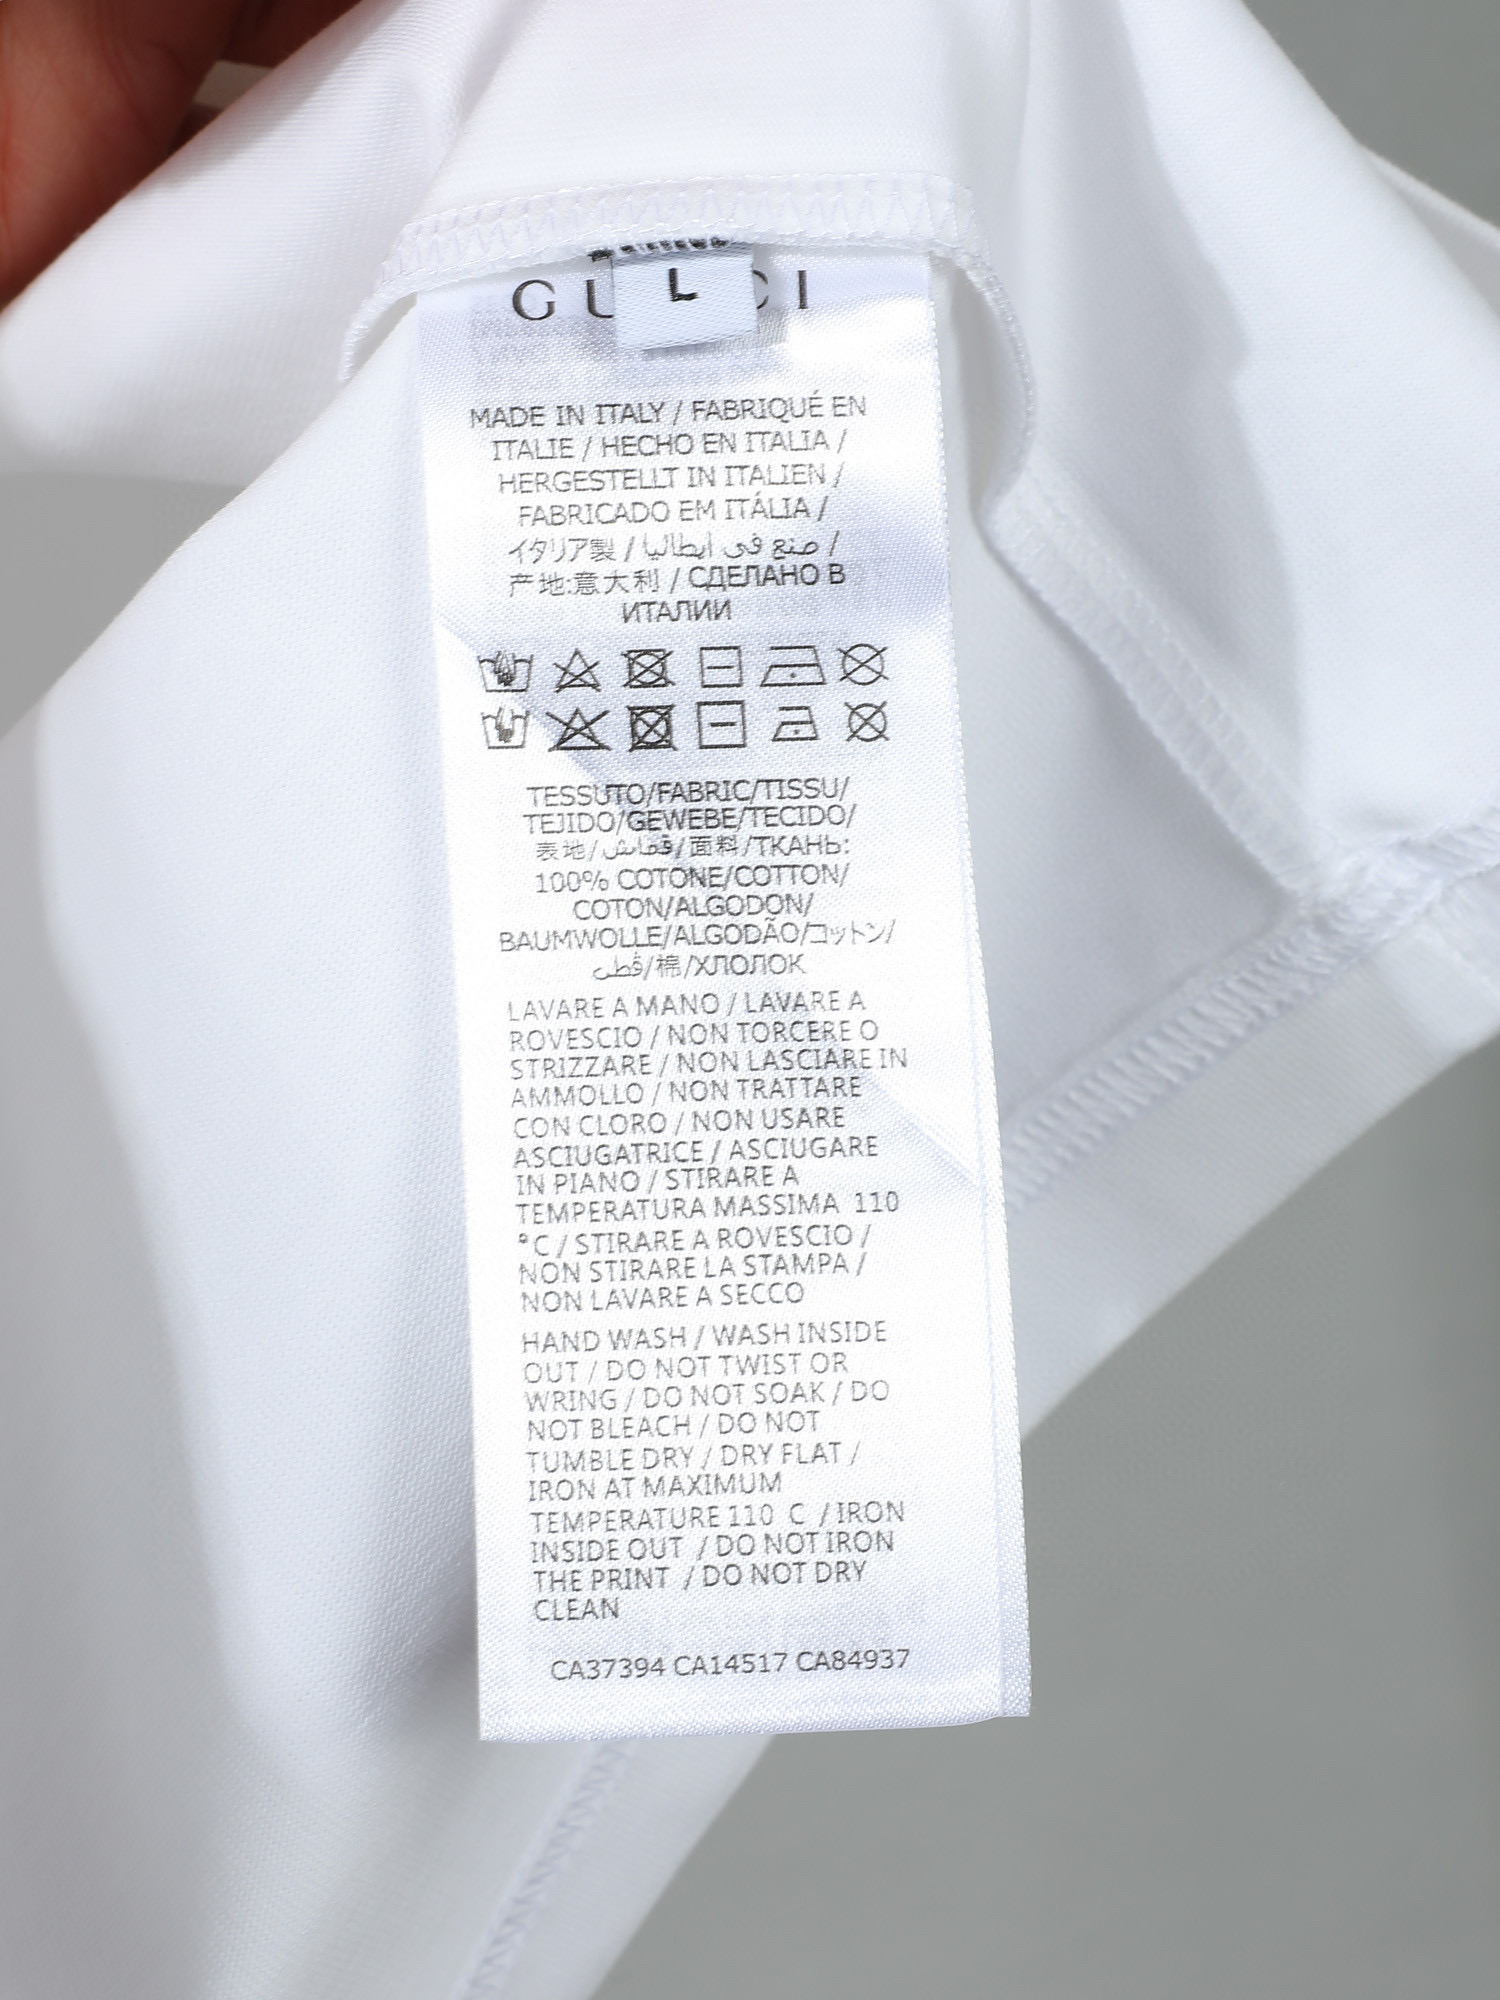 GU CI
L
MADE IN ITALY / FABRIQUÉ EN
ITALIE / HECHO EN ITALIA /
HERGESTELLT IN ITALIEN /
FABRICADO EM ITÁLIA /
イタリア製 / صنع في ايطاليا /
产地:意大利 / СДЕЛАНО В
ИТАЛИИ
TESSUTO/FABRIC/TISSU/
TEJIDO/GEWEBE/TECIDO/
表地/قماش/面料/ТКАНЬ:
100% COTONE/COTTON/
COTON/ALGODON/
BAUMWOLLE/ALGODÃO/コットン/
قطن/棉/ХЛОПОК
LAVARE A MANO / LAVARE A
ROVESCIO / NON TORCERE O
STRIZZARE / NON LASCIARE IN
AMMOLLO / NON TRATTARE
CON CLORO / NON USARE
ASCIUGATRICE / ASCIUGARE
IN PIANO / STIRARE A
TEMPERATURA MASSIMA 110
°C / STIRARE A ROVESCIO /
NON STIRARE LA STAMPA /
NON LAVARE A SECCO
HAND WASH / WASH INSIDE
OUT / DO NOT TWIST OR
WRING / DO NOT SOAK / DO
NOT BLEACH / DO NOT
TUMBLE DRY / DRY FLAT /
IRON AT MAXIMUM
TEMPERATURE 110 C / IRON
INSIDE OUT / DO NOT IRON
THE PRINT / DO NOT DRY
CLEAN
CA37394 CA14517 CA84937